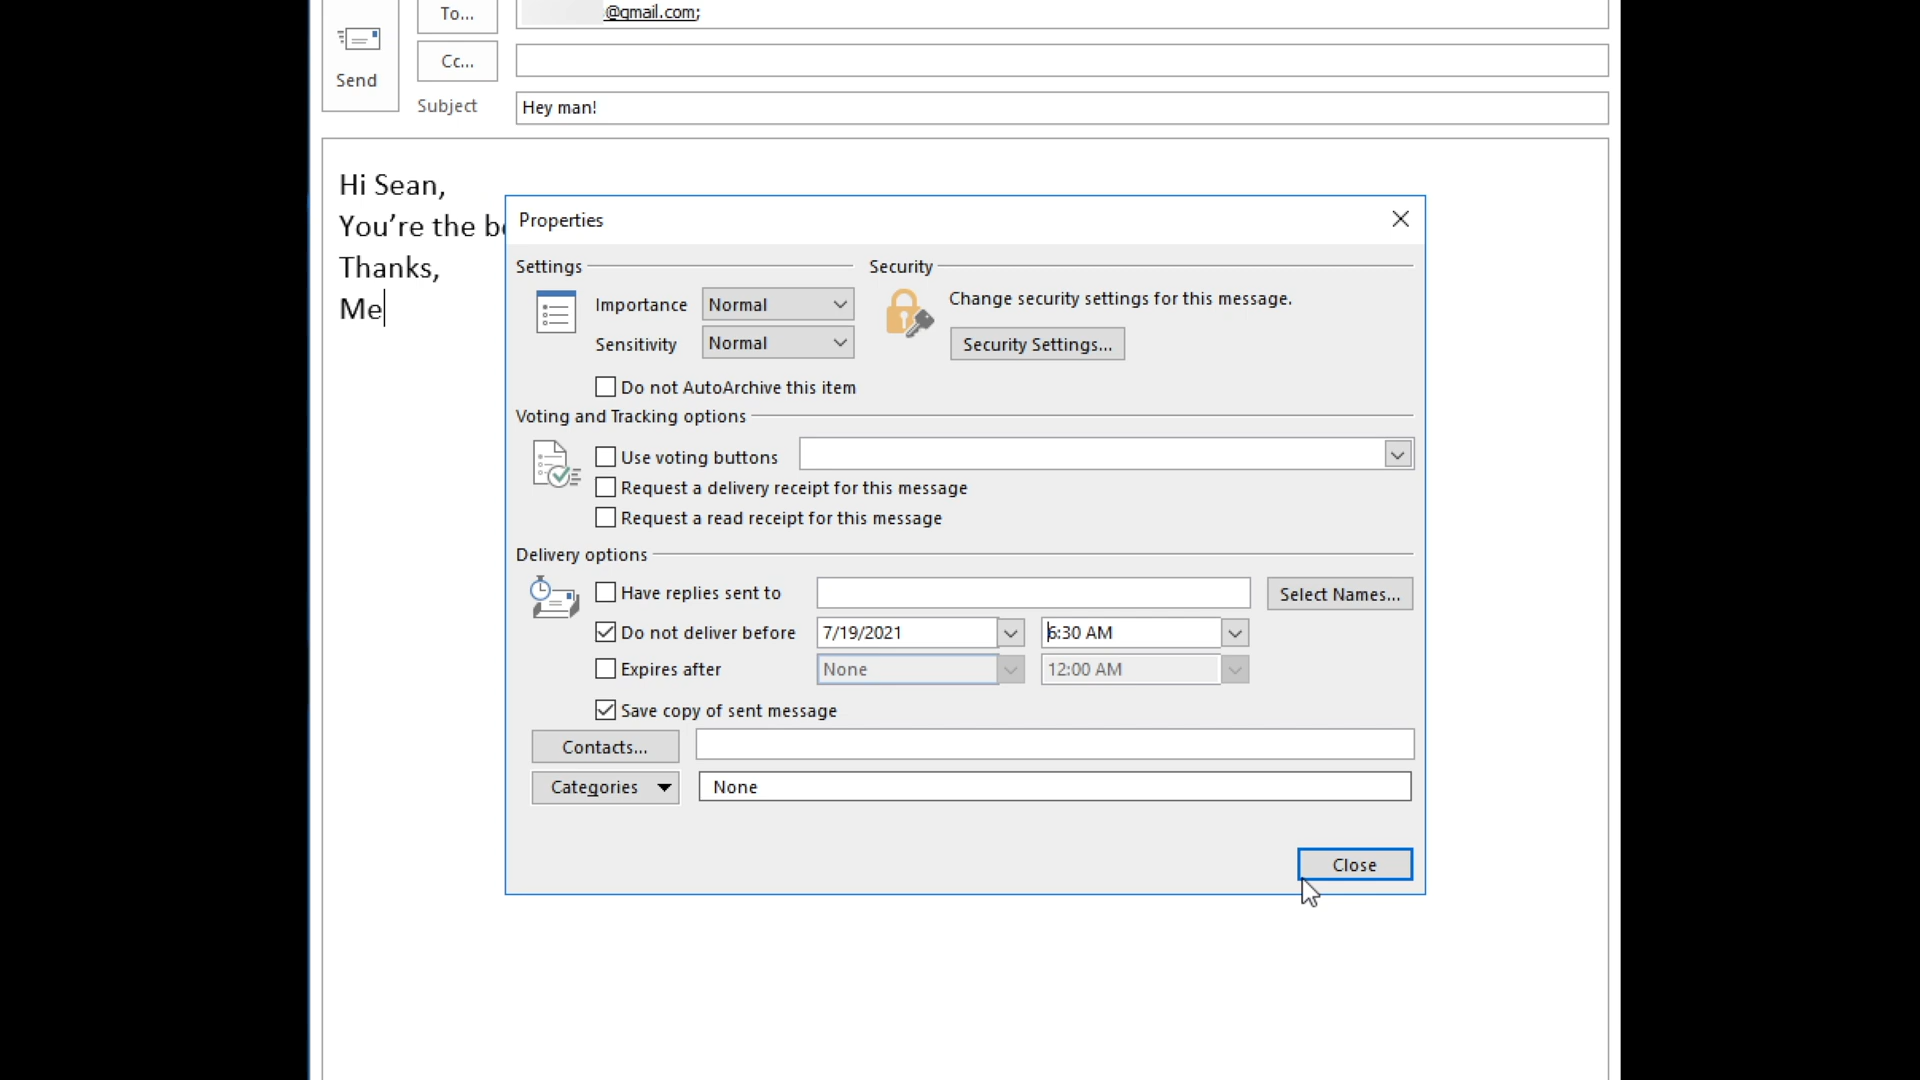 To...
@gmail.com;
Send
Cc...
Subject
Hey man!
Hi Sean,
You’re the
Thanks,
Me
Properties
Settings
Security
Importance
Normal
Change security settings for this message.
Sensitivity
Normal
Security Settings...
Do not AutoArchive this item
Voting and Tracking options
Use voting buttons
Request a delivery receipt for this message
Request a read receipt for this message
Delivery options
Have replies sent to
Select Names...
Do not deliver before
7/19/2021
6:30 AM
Expires after
None
12:00 AM
Save copy of sent message
Contacts...
Categories
None
Close